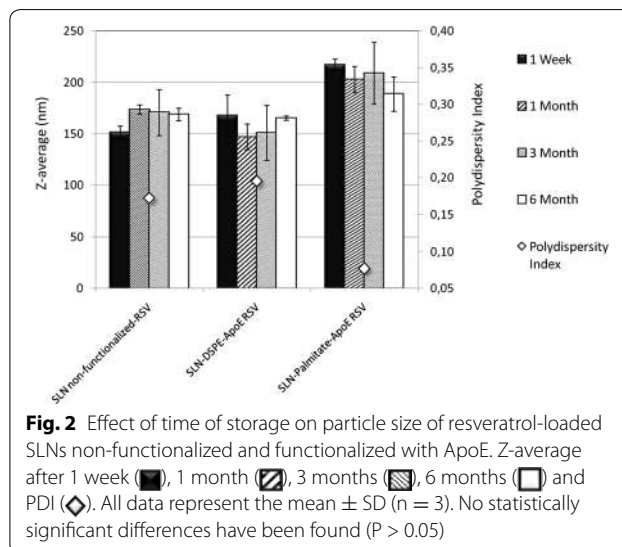 250
200
150
100
50
0
Z-average (nm)
0,40
0,35
0,30
0,25
0,20
0,15
0,10
0,05
Polydispersity Index
1 Week
1 Month
3 Month
6 Month
Polydispersity
Index
SLN non-functionalized-RSV
SLN-DSPE-ApoE RSV
SLN-Palmitate-ApoE RSV
Fig. 2 Effect of time of storage on particle size of resveratrol-loaded
SLNs non-functionalized and functionalized with ApoE. Z-average
after 1 week (), 1 month (), 3 months (), 6 months () and
PDI (). All data represent the mean ± SD (n = 3). No statistically
significant differences have been found (P > 0.05)